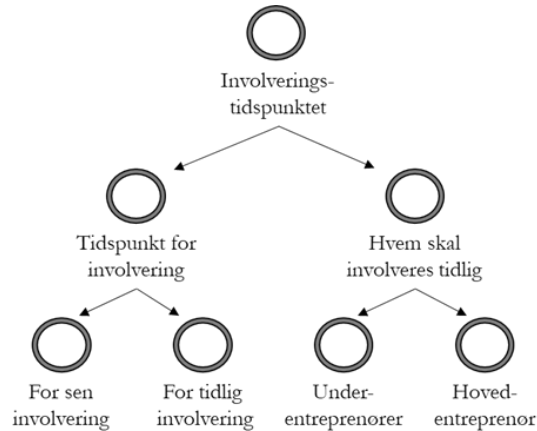 Involverings-
tidspunktet
Tidspunkt for
involvering
Hvem skal
involveres tidlig
For sen
involvering
For tidlig
involvering
Under-
entreprenører
Hoved-
entreprenør